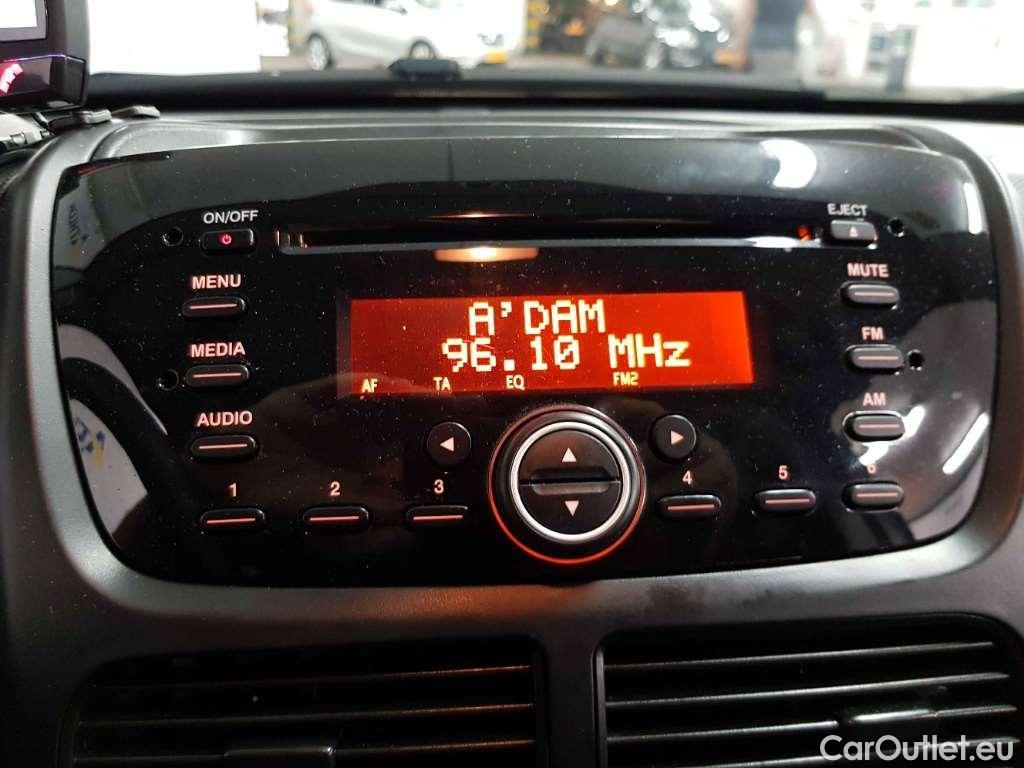 ON/OFF
EJECT
MENU
MUTE
A'DAM
96.10 MHz
AF TA EQ FM2
MEDIA
FM
AUDIO
AM
1 2 3 4 5 6
CarOutlet.eu